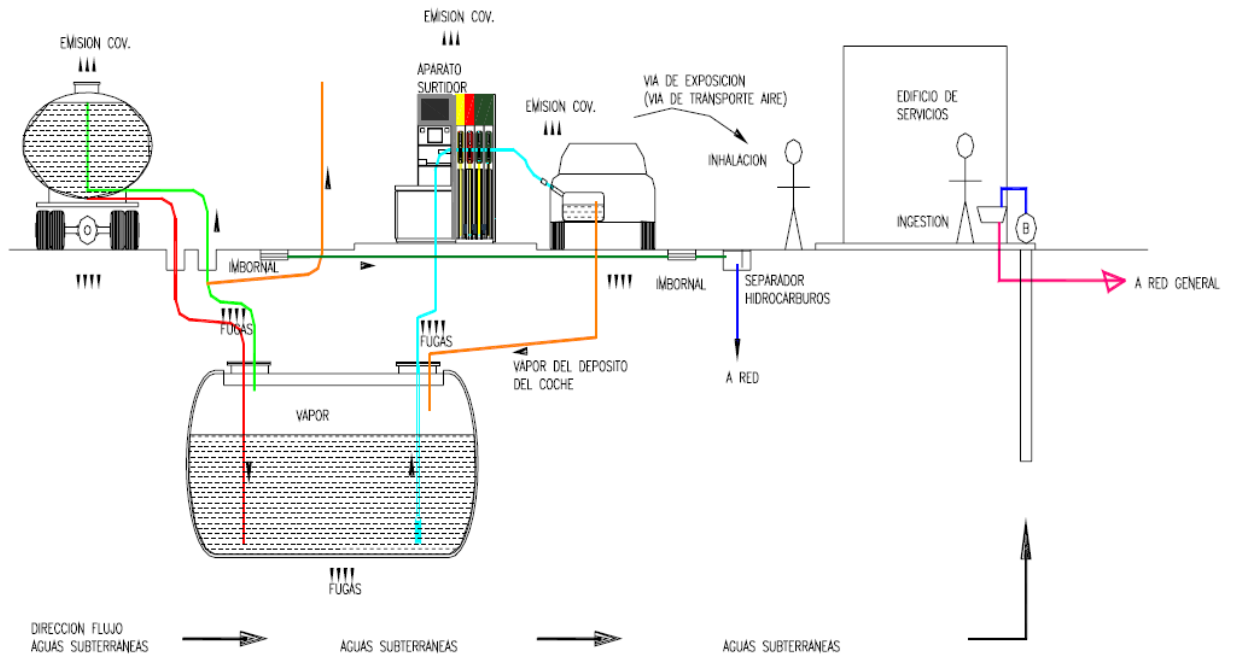 EMISION COV.
EMISION COV.
APARATO
SURTIDOR
EMISION COV.
VIA DE EXPOSICION
(VIA DE TRANSPORTE AIRE)
INHALACION
EDIFICIO DE
SERVICIOS
INGESTION
B
O
IMBORNAL
IMBORNAL
SEPARADOR
HIDROCARBUROS
A RED GENERAL
FUGAS
FUGAS
VAPOR DEL DEPOSITO
DEL COCHE
A RED
VAPOR
FUGAS
DIRECCION FLUJO
AGUAS SUBTERRANEAS
AGUAS SUBTERRANEAS
AGUAS SUBTERRANEAS